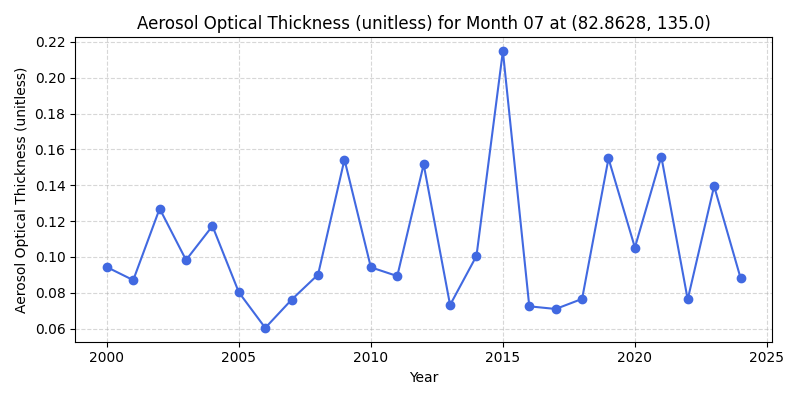 Aerosol Optical Thickness (unitless) for Month 07 at (82.8628, 135.0)
Aerosol Optical Thickness (unitless)
0.22
0.20
0.18
0.16
0.14
0.12
0.10
0.08
0.06
2000 2005 2010 2015 2020 2025
Year